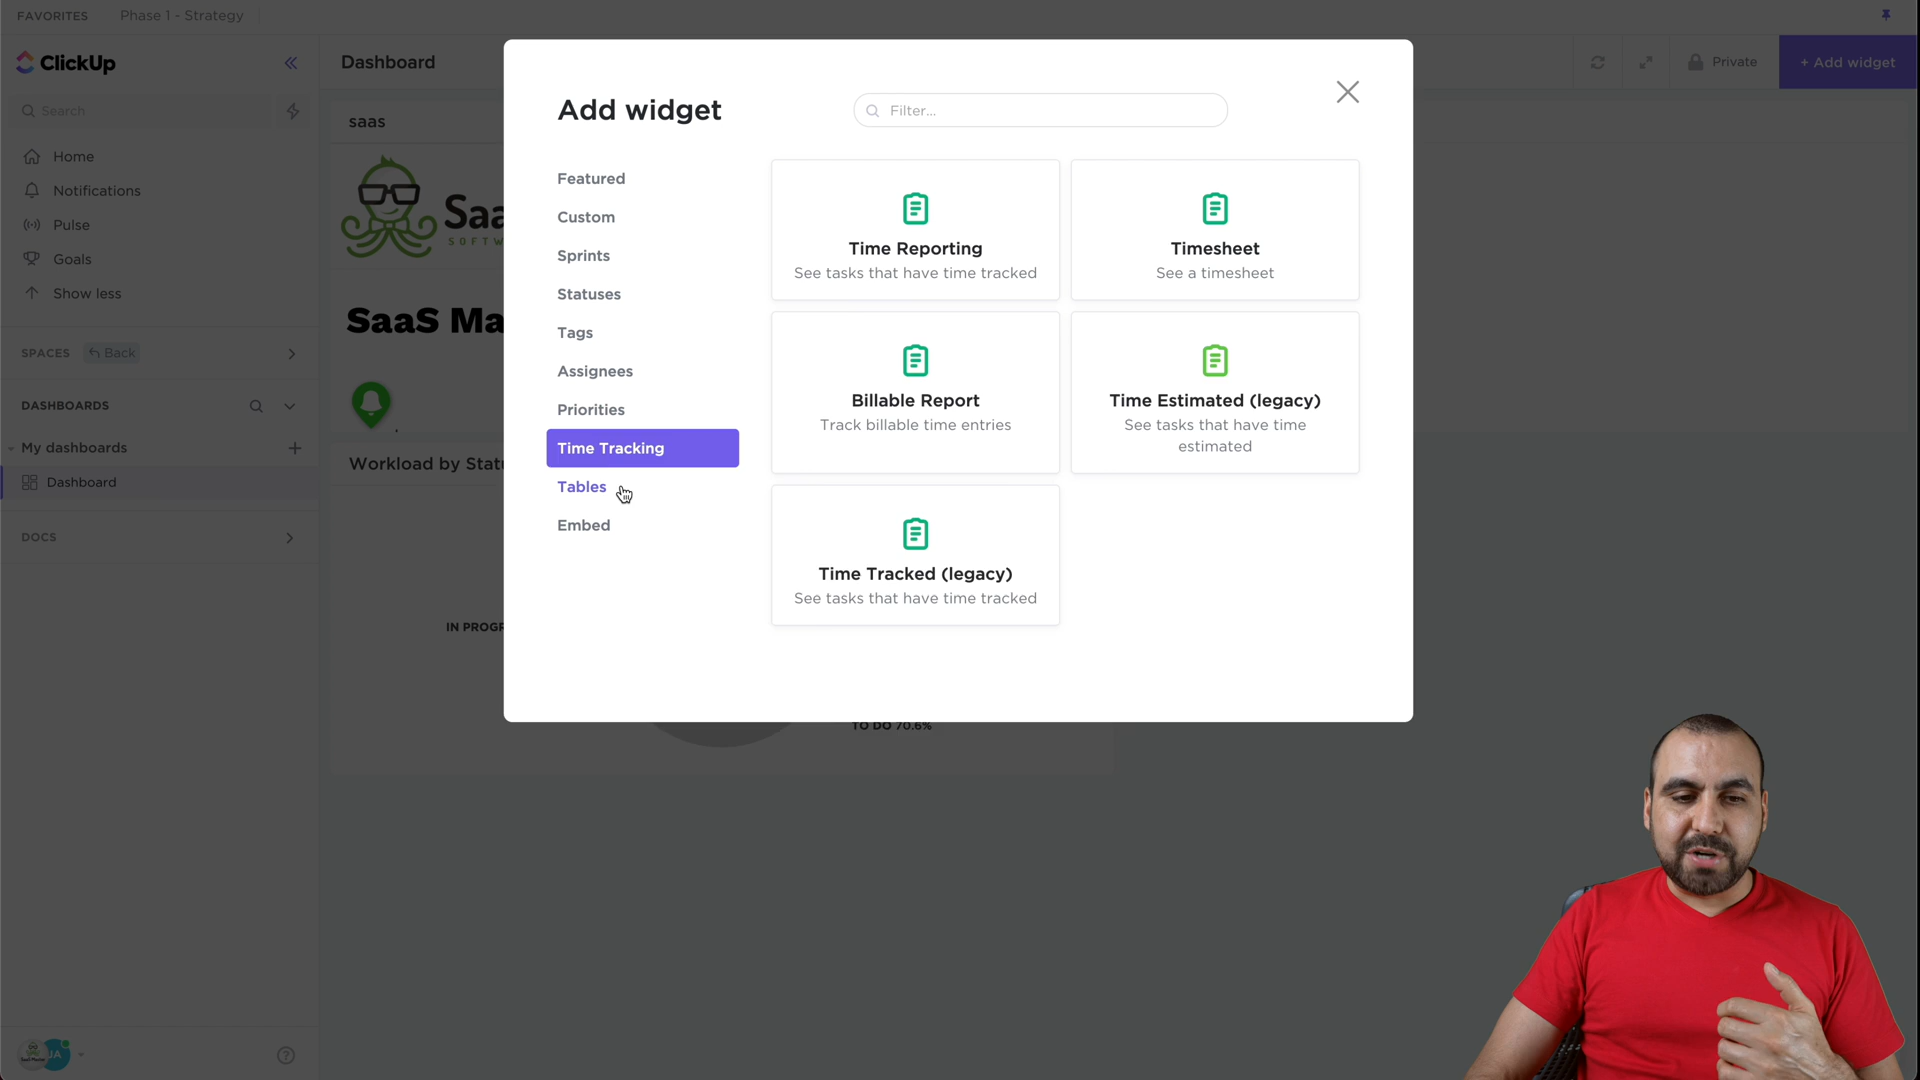 FAVORITES
Phase 1 - Strategy
ClickUp
Dashboard
Private
+ Add widget
Search
Home
Notifications
Pulse
Goals
Show less
SPACES
Back
DASHBOARDS
My dashboards
Dashboard
DOCS
saas
Saa
SOFTW
SaaS Ma
Workload by Statu
IN PROGR
TO DO 70.6%
Add widget
Filter...
Featured
Custom
Sprints
Statuses
Tags
Assignees
Priorities
Time Tracking
Tables
Embed
Time Reporting
See tasks that have time tracked
Timesheet
See a timesheet
Billable Report
Track billable time entries
Time Estimated (legacy)
See tasks that have time
estimated
Time Tracked (legacy)
See tasks that have time tracked
JA